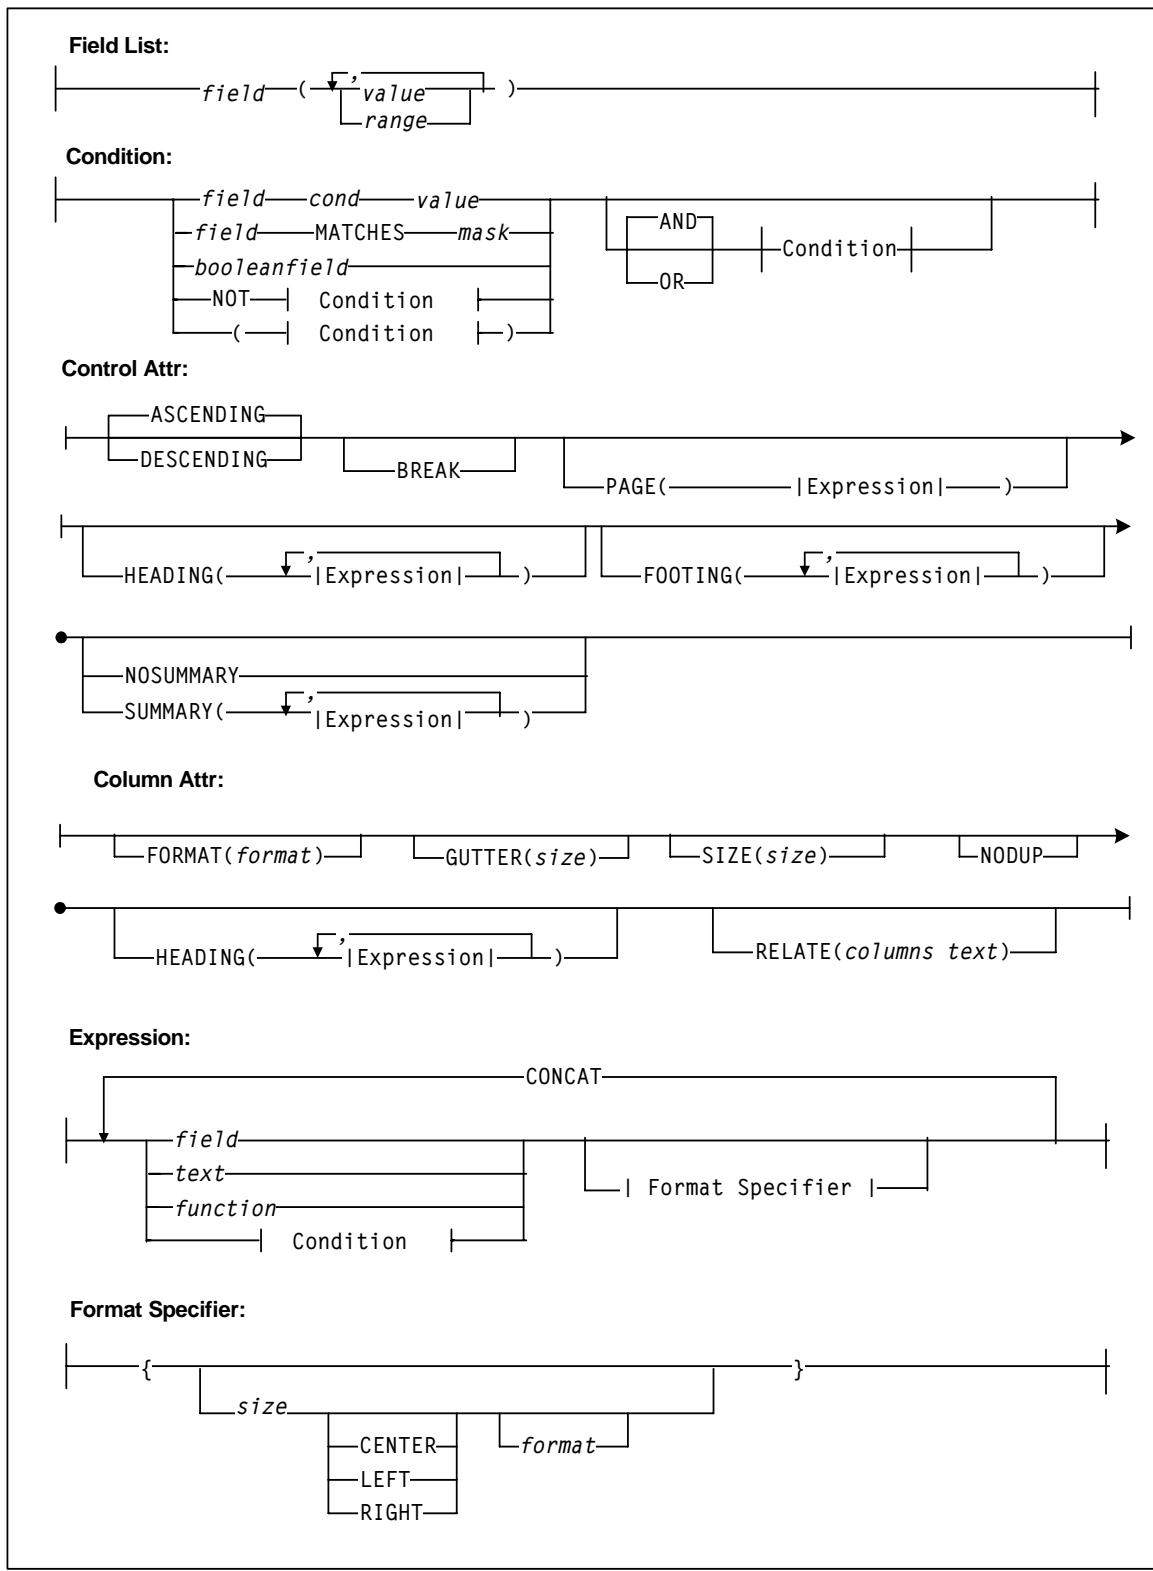 Field List:
,
field ( value )
range
Condition:
field cond value
AND
field MATCHES mask
Condition
booleanfield
OR
NOT Condition
( Condition )
Control Attr:
ASCENDING
DESCENDING
BREAK
PAGE( |Expression| )
, ,
HEADING( |Expression| ) FOOTING( |Expression| )
NOSUMMARY
,
SUMMARY( |Expression| )
Column Attr:
FORMAT(format) GUTTER(size) SIZE(size) NODUP
,
HEADING( |Expression| ) RELATE(columns text)
Expression:
CONCAT
field
text
| Format Specifier |
function
Condition
Format Specifier:
{ }
size
CENTER format
LEFT
RIGHT